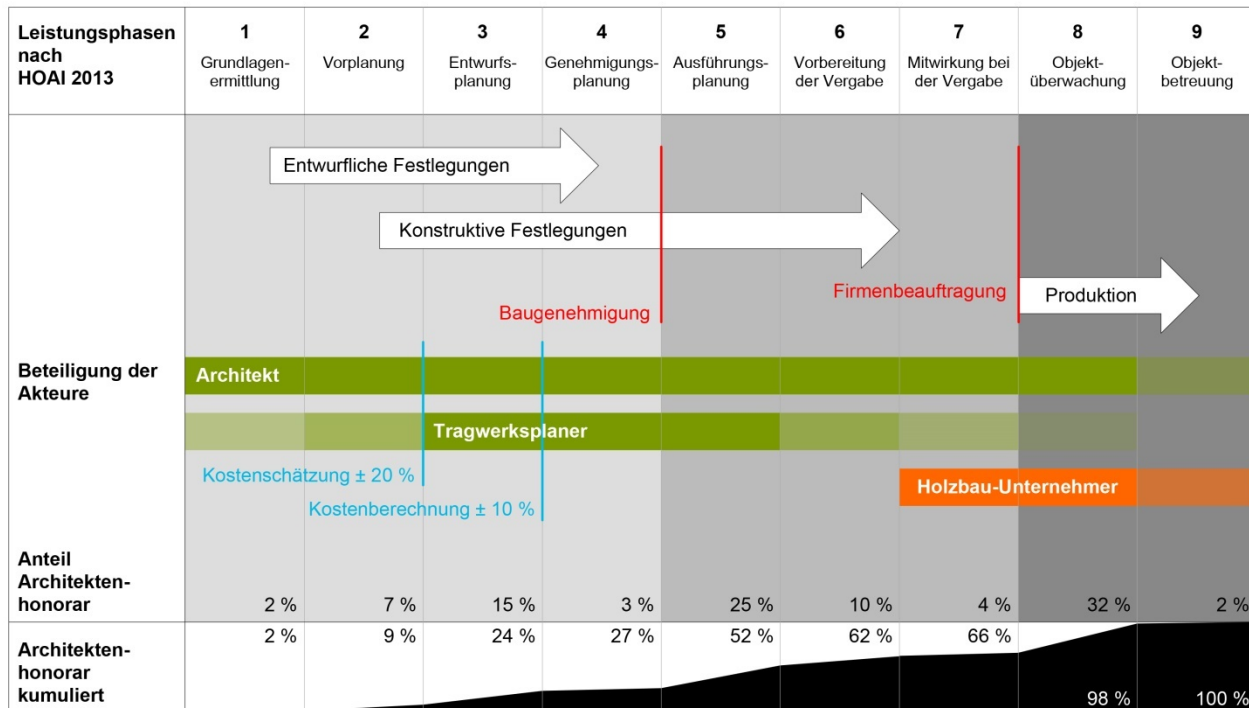 Leistungsphasen
nach
HOAI 2013
1
Grundlagen-
ermittlung
2
Vorplanung
3
Entwurfs-
planung
4
Genehmigungs-
planung
5
Ausführungs-
planung
6
Vorbereitung
der Vergabe
7
Mitwirkung bei
der Vergabe
8
Objekt-
überwachung
9
Objekt-
betreuung
Entwurfliche Festlegungen
Konstruktive Festlegungen
Firmenbeauftragung
Produktion
Baugenehmigung
Beteiligung der
Akteure
Architekt
Tragwerksplaner
Kostenschätzung ± 20 %
Holzbau-Unternehmer
Kostenberechnung ± 10 %
Anteil
Architekten-
honorar
2 % 7 % 15 % 3 % 25 % 10 % 4 % 32 % 2 %
Architekten-
honorar
kumuliert
2 % 9 % 24 % 27 % 52 % 62 % 66 % 98 % 100 %